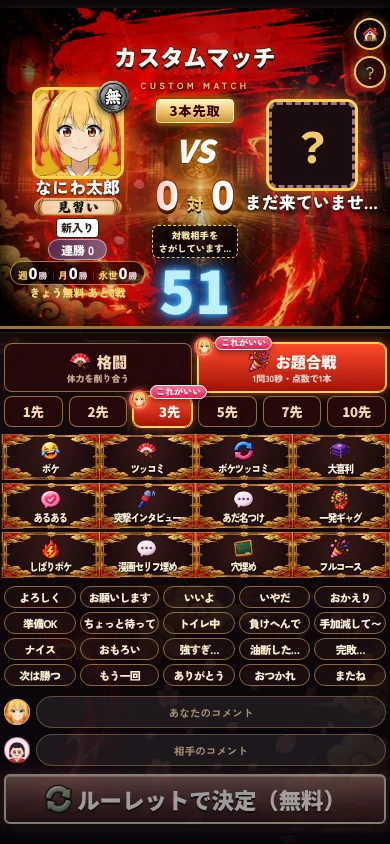 カスタムマッチ
CUSTOM MATCH
?
無
3本先取
VS
?
なにわ太郎
0 対 0
まだ来ていませ…
見習い
新入り
対戦相手を
さがしています…
連勝 0
51
週0勝 月0勝 永世0勝
きょう無料 あと1戦
これがいい
格闘
体力を削り合う
お題合戦
1問30秒・点数で1本
これがいい
1先
2先
3先
5先
7先
10先
ボケ
ツッコミ
ボケツッコミ
大喜利
あるある
突撃インタビュー
あだ名つけ
一発ギャグ
しばりボケ
漫画セリフ埋め
穴埋め
フルコース
よろしく
お願いします
いいよ
いやだ
おかえり
準備OK
ちょっと待って
トイレ中
負けへんで
手加減して〜
ナイス
おもろい
強すぎ…
油断した…
完敗…
次は勝つ
もう一回
ありがとう
おつかれ
またね
あなたのコメント
相手のコメント
ルーレットで決定（無料）